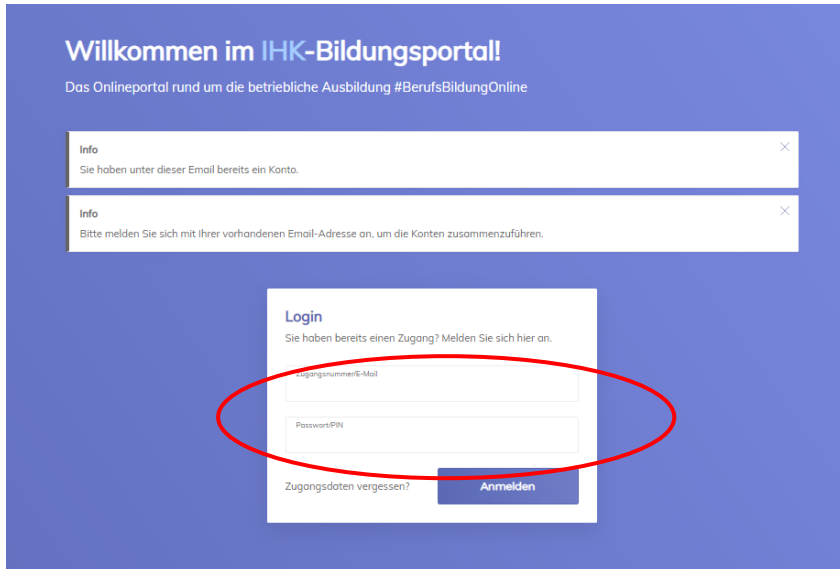 Willkommen im IHK-Bildungsportal!
Das Onlineportal rund um die betriebliche Ausbildung #BerufsBildungOnline
Info
Sie haben unter dieser Email bereits ein Konto.
Info
Bitte melden Sie sich mit Ihrer vorhandenen Email-Adresse an, um die Konten zusammenzuführen.
Login
Sie haben bereits einen Zugang? Melden Sie sich hier an.
Zugangsnummer/E-Mail
Passwort/PIN
Zugangsdaten vergessen?
Anmelden